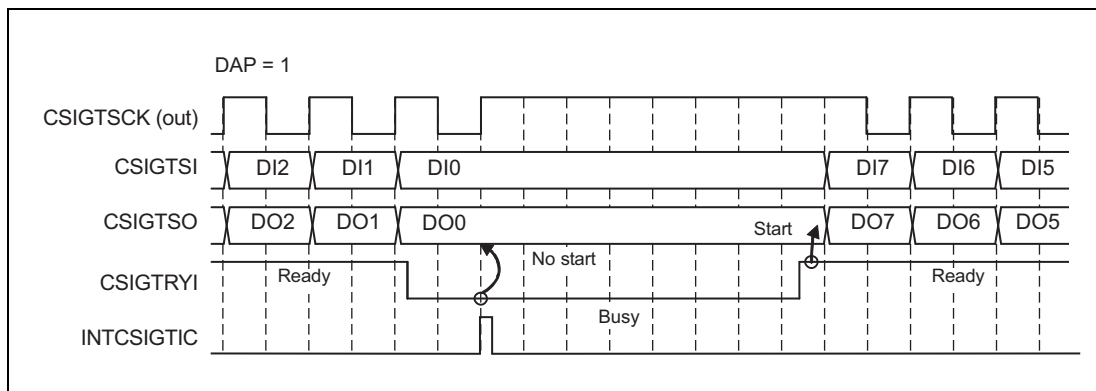 DAP = 1
CSIGTSCK (out)
CSIGTSI DI2 DI1 DI0 DI7 DI6 DI5
CSIGTSO DO2 DO1 DO0 Start DO7 DO6 DO5
CSIGTRYI Ready No start Busy Ready
INTCSIGTIC